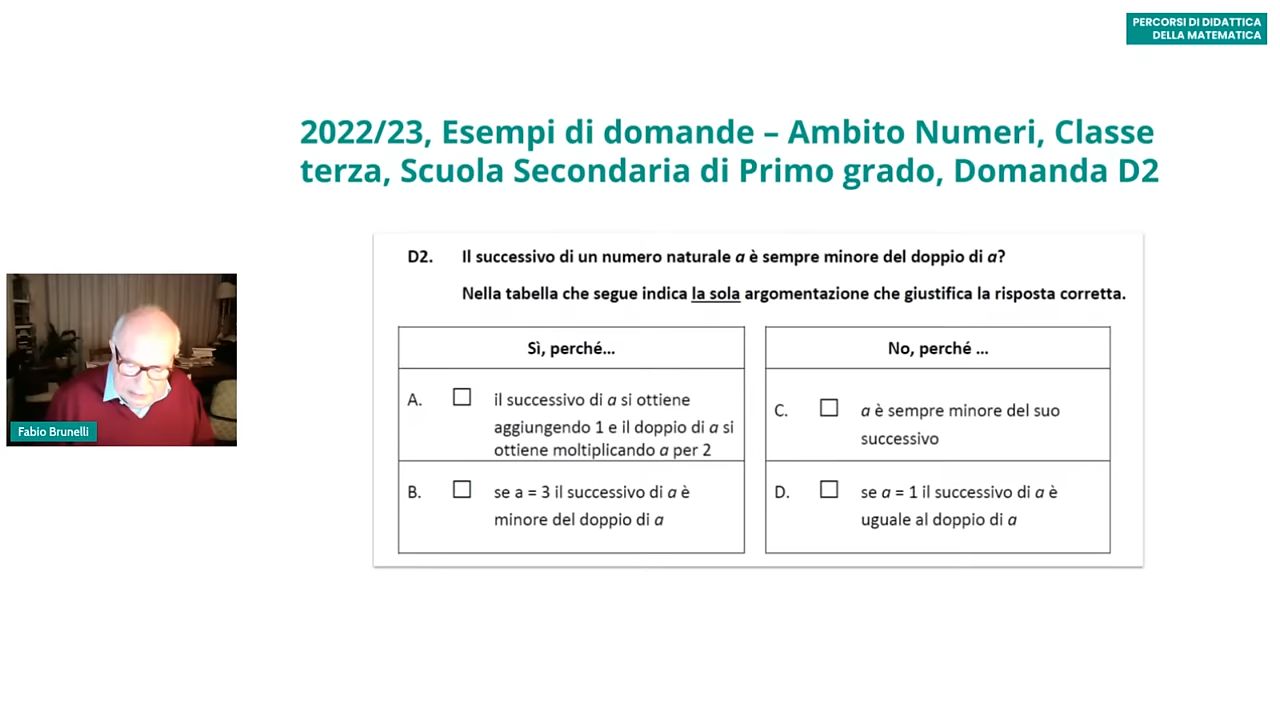 PERCORSI DI DIDATTICA
DELLA MATEMATICA
2022/23, Esempi di domande – Ambito Numeri, Classe
terza, Scuola Secondaria di Primo grado, Domanda D2
D2. Il successivo di un numero naturale a è sempre minore del doppio di a?
Nella tabella che segue indica la sola argomentazione che giustifica la risposta corretta.
Sì, perché...
A. il successivo di a si ottiene
aggiungendo 1 e il doppio di a si
ottiene moltiplicando a per 2
B. se a = 3 il successivo di a è
minore del doppio di a
No, perché ...
C. a è sempre minore del suo
successivo
D. se a = 1 il successivo di a è
uguale al doppio di a
Fabio Brunelli